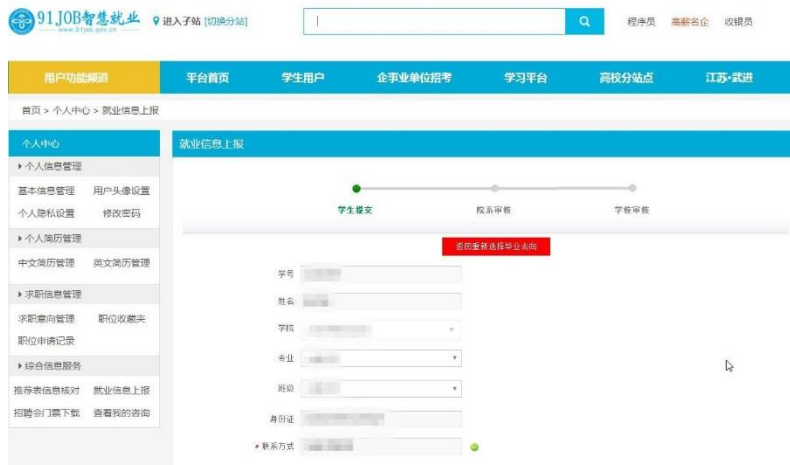 91JOB智慧就业 进入子站 [切换分站] 程序员 高薪名企 收银员
www.91job.gov.cn
用户功能频道 平台首页 学生用户 企事业单位招考 学习平台 高校分站点 江苏·武进
首页 > 个人中心 > 就业信息上报
个人中心
个人信息管理
基本信息管理 用户头像设置
个人隐私设置 修改密码
个人简历管理
中文简历管理 英文简历管理
求职信息管理
求职意向管理 职位收藏夹
职位申请记录
综合信息服务
推荐表信息核对 就业信息上报
招聘会门票下载 查看我的咨询
就业信息上报
学生提交 院系审核 学校审核
返回重新选择毕业去向
学号
姓名
学院
专业
班级
身份证
* 联系方式